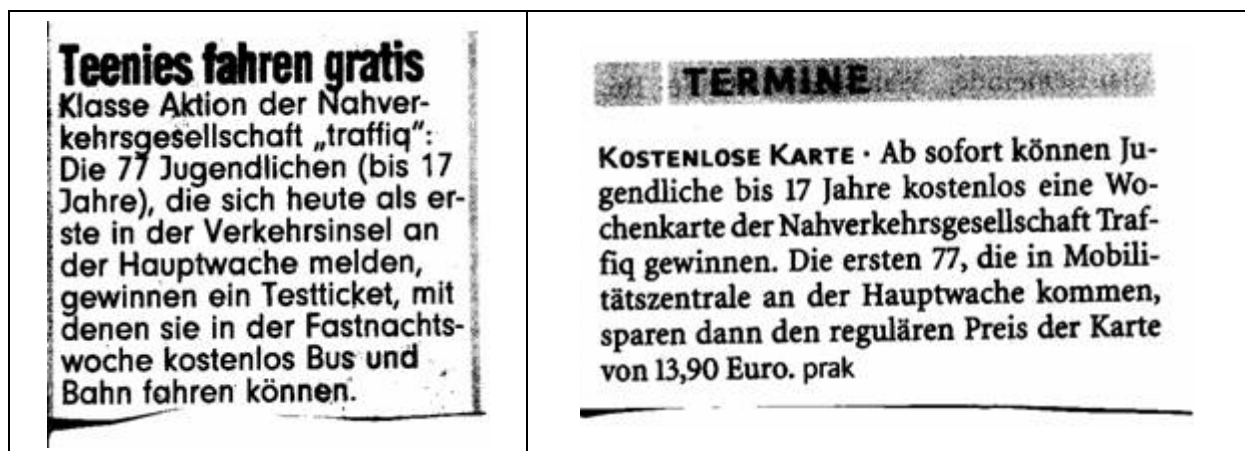 Teenies fahren gratis
Klasse Aktion der Nahver-
kehrsgesellschaft „traffiq“:
Die 77 Jugendlichen (bis 17
Jahre), die sich heute als er-
ste in der Verkehrsinsel an
der Hauptwache melden,
gewinnen ein Testticket, mit
denen sie in der Fastnachts-
woche kostenlos Bus und
Bahn fahren können.
TERMINE
KOSTENLOSE KARTE · Ab sofort können Ju-
gendliche bis 17 Jahre kostenlos eine Wo-
chenkarte der Nahverkehrsgesellschaft Traf-
fiq gewinnen. Die ersten 77, die in Mobili-
tätszentrale an der Hauptwache kommen,
sparen dann den regulären Preis der Karte
von 13,90 Euro. prak